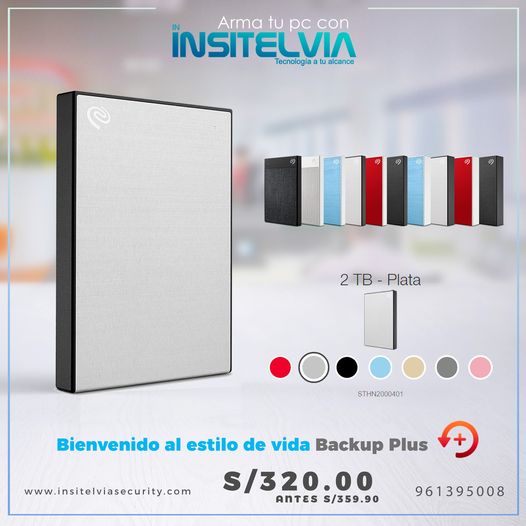 Arma tu pc con
IN INSITELVIA
Tecnología a tu alcance
2 TB - Plata
STHN2000401
Bienvenido al estilo de vida Backup Plus
S/320.00
ANTES S/359.90
www.insitelviasecurity.com
961395008